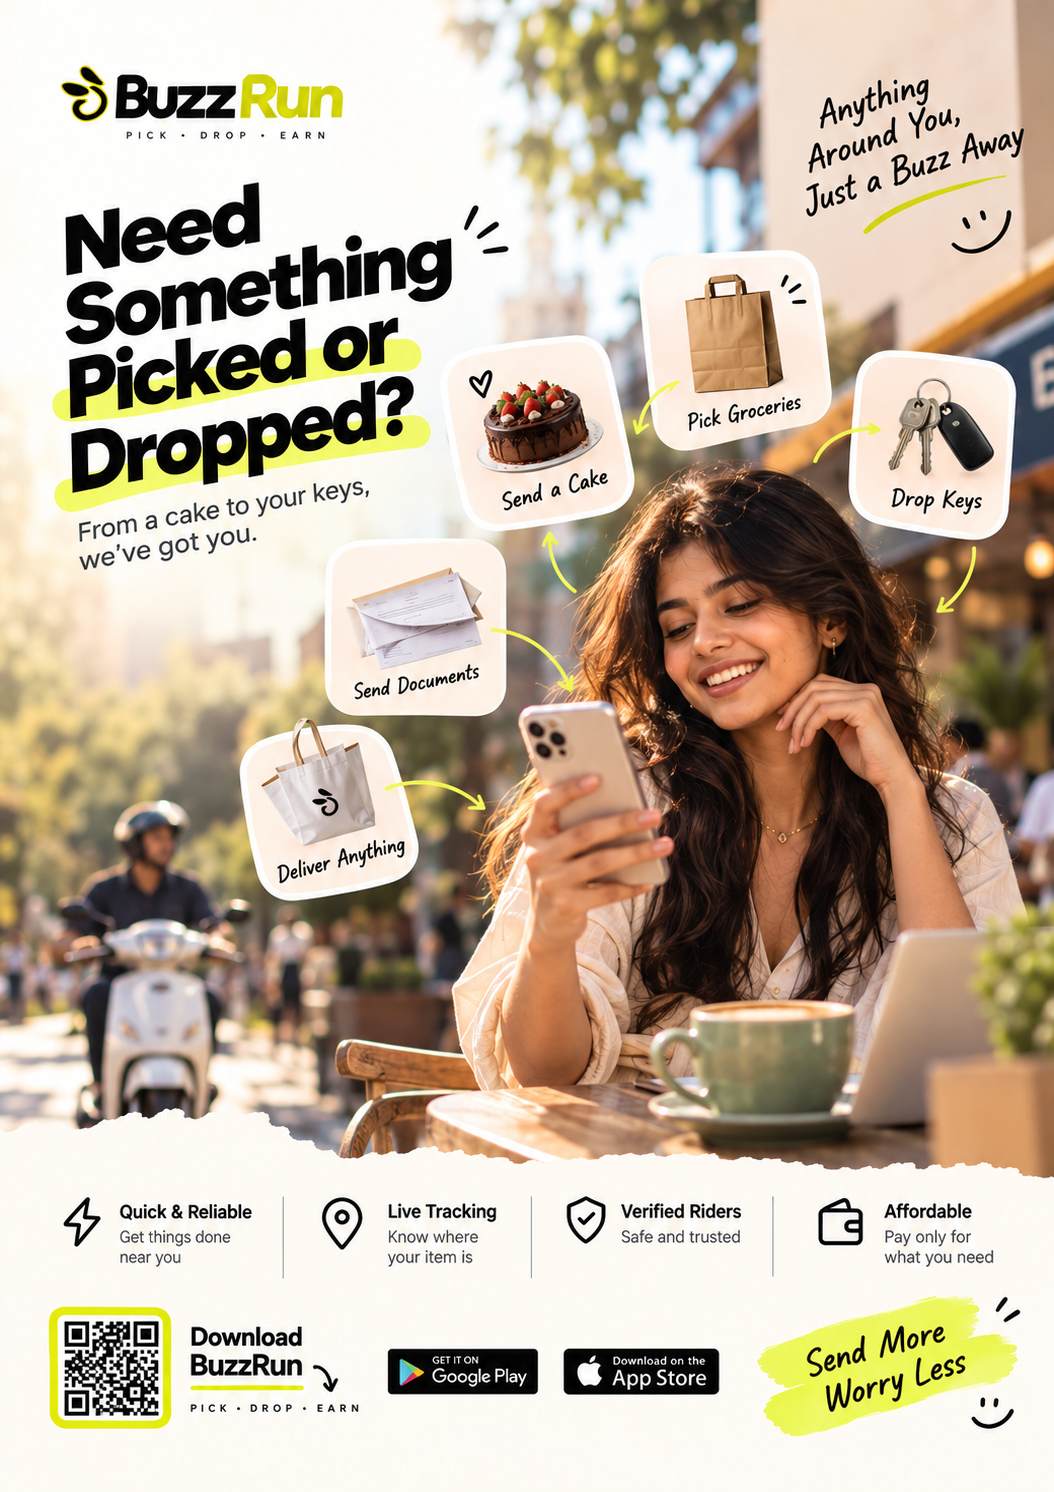 BuzzRun
PICK • DROP • EARN
Anything
Around You,
Just a Buzz Away
Need
Something
Picked or
Dropped?
From a cake to your keys,
we've got you.
Pick Groceries
Send a Cake
Drop Keys
Send Documents
Deliver Anything
Quick & Reliable
Get things done
near you
Live Tracking
Know where
your item is
Verified Riders
Safe and trusted
Affordable
Pay only for
what you need
Download
BuzzRun
PICK • DROP • EARN
GET IT ON
Google Play
Download on the
App Store
Send More
Worry Less